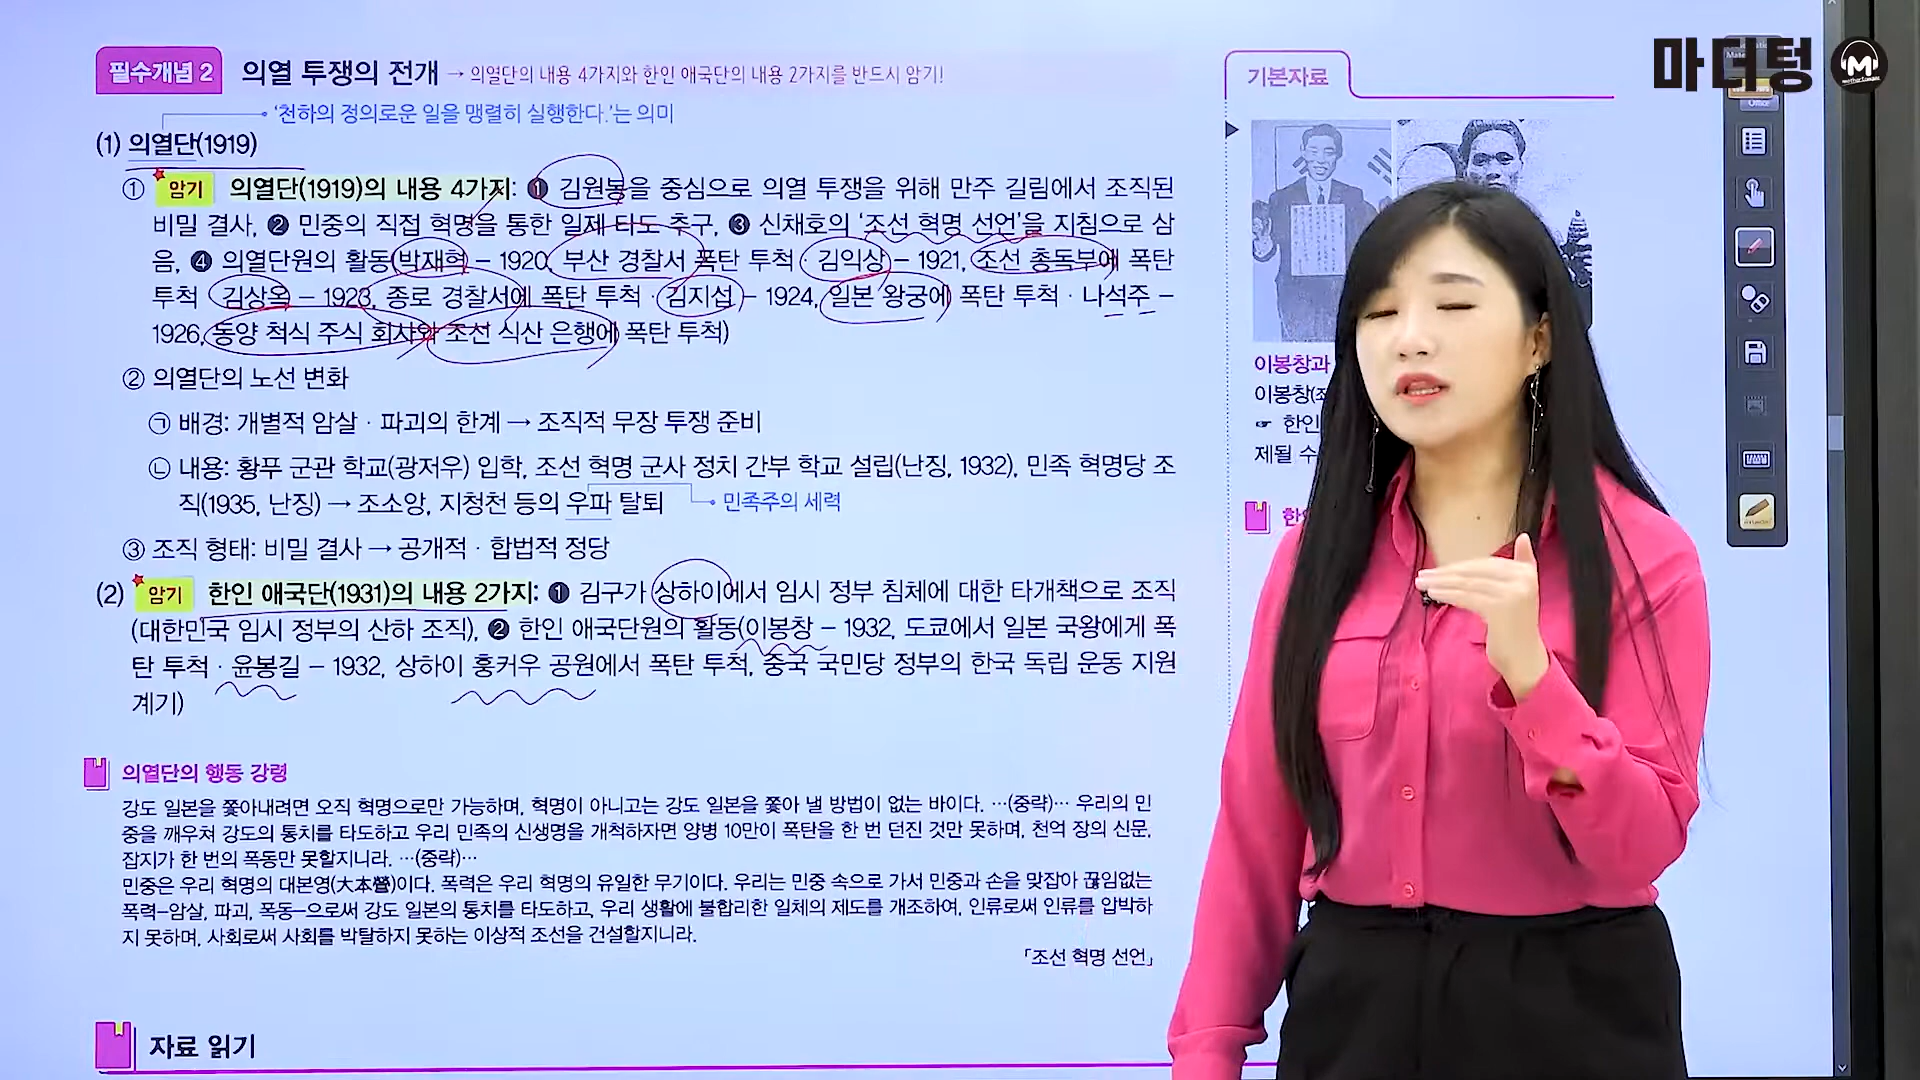 마더텅
필수개념 2 의열 투쟁의 전개 → 의열단의 내용 4가지와 한인 애국단의 내용 2가지를 반드시 암기!
'천하의 정의로운 일을 맹렬히 실행한다.'는 의미
(1) 의열단(1919)
① 암기 의열단(1919)의 내용 4가지: ❶ 김원봉을 중심으로 의열 투쟁을 위해 만주 길림에서 조직된
비밀 결사, ❷ 민중의 직접 혁명을 통한 일제 타도 추구, ❸ 신채호의 '조선 혁명 선언'을 지침으로 삼
음, ❹ 의열단원의 활동(박재혁 – 1920, 부산 경찰서 폭탄 투척 · 김익상 – 1921, 조선 총독부에 폭탄
투척 · 김상옥 – 1923, 종로 경찰서에 폭탄 투척 · 김지섭 – 1924, 일본 왕궁에 폭탄 투척 · 나석주 –
1926, 동양 척식 주식 회사와 조선 식산 은행에 폭탄 투척)
② 의열단의 노선 변화
㉠ 배경: 개별적 암살 · 파괴의 한계 → 조직적 무장 투쟁 준비
㉡ 내용: 황푸 군관 학교(광저우) 입학, 조선 혁명 군사 정치 간부 학교 설립(난징, 1932), 민족 혁명당 조
직(1935, 난징) → 조소앙, 지청천 등의 우파 탈퇴
민족주의 세력
③ 조직 형태: 비밀 결사 → 공개적 · 합법적 정당
(2) 암기 한인 애국단(1931)의 내용 2가지: ❶ 김구가 상하이에서 임시 정부 침체에 대한 타개책으로 조직
(대한민국 임시 정부의 산하 조직), ❷ 한인 애국단원의 활동(이봉창 – 1932, 도쿄에서 일본 국왕에게 폭
탄 투척 · 윤봉길 – 1932, 상하이 훙커우 공원에서 폭탄 투척, 중국 국민당 정부의 한국 독립 운동 지원
계기)
의열단의 행동 강령
강도 일본을 쫓아내려면 오직 혁명으로만 가능하며, 혁명이 아니고는 강도 일본을 쫓아 낼 방법이 없는 바이다. …(중략)… 우리의 민
중을 깨우쳐 강도의 통치를 타도하고 우리 민족의 신생명을 개척하자면 양병 10만이 폭탄을 한 번 던진 것만 못하며, 천억 장의 신문,
잡지가 한 번의 폭동만 못할지니라. …(중략)…
민중은 우리 혁명의 대본영(大本營)이다. 폭력은 우리 혁명의 유일한 무기이다. 우리는 민중 속으로 가서 민중과 손을 맞잡아 끊임없는
폭력-암살, 파괴, 폭동-으로써 강도 일본의 통치를 타도하고, 우리 생활에 불합리한 일체의 제도를 개조하여, 인류로써 인류를 압박하
지 못하며, 사회로써 사회를 박탈하지 못하는 이상적 조선을 건설할지니라.
「조선 혁명 선언」
자료 읽기
기본자료
이봉창과
이봉창(
☞ 한인
제될 수
한인
Office